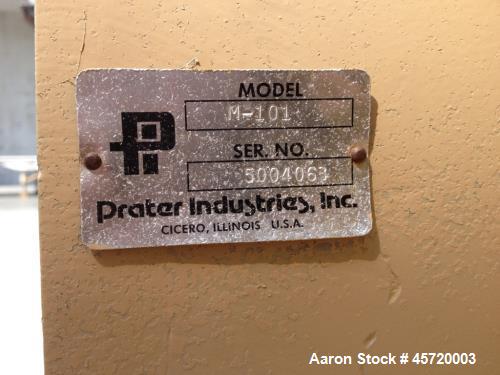 MODEL
M-101
SER. NO.
5004063
Prater Industries, Inc.
CICERO, ILLINOIS U.S.A.
Aaron Stock # 45720003